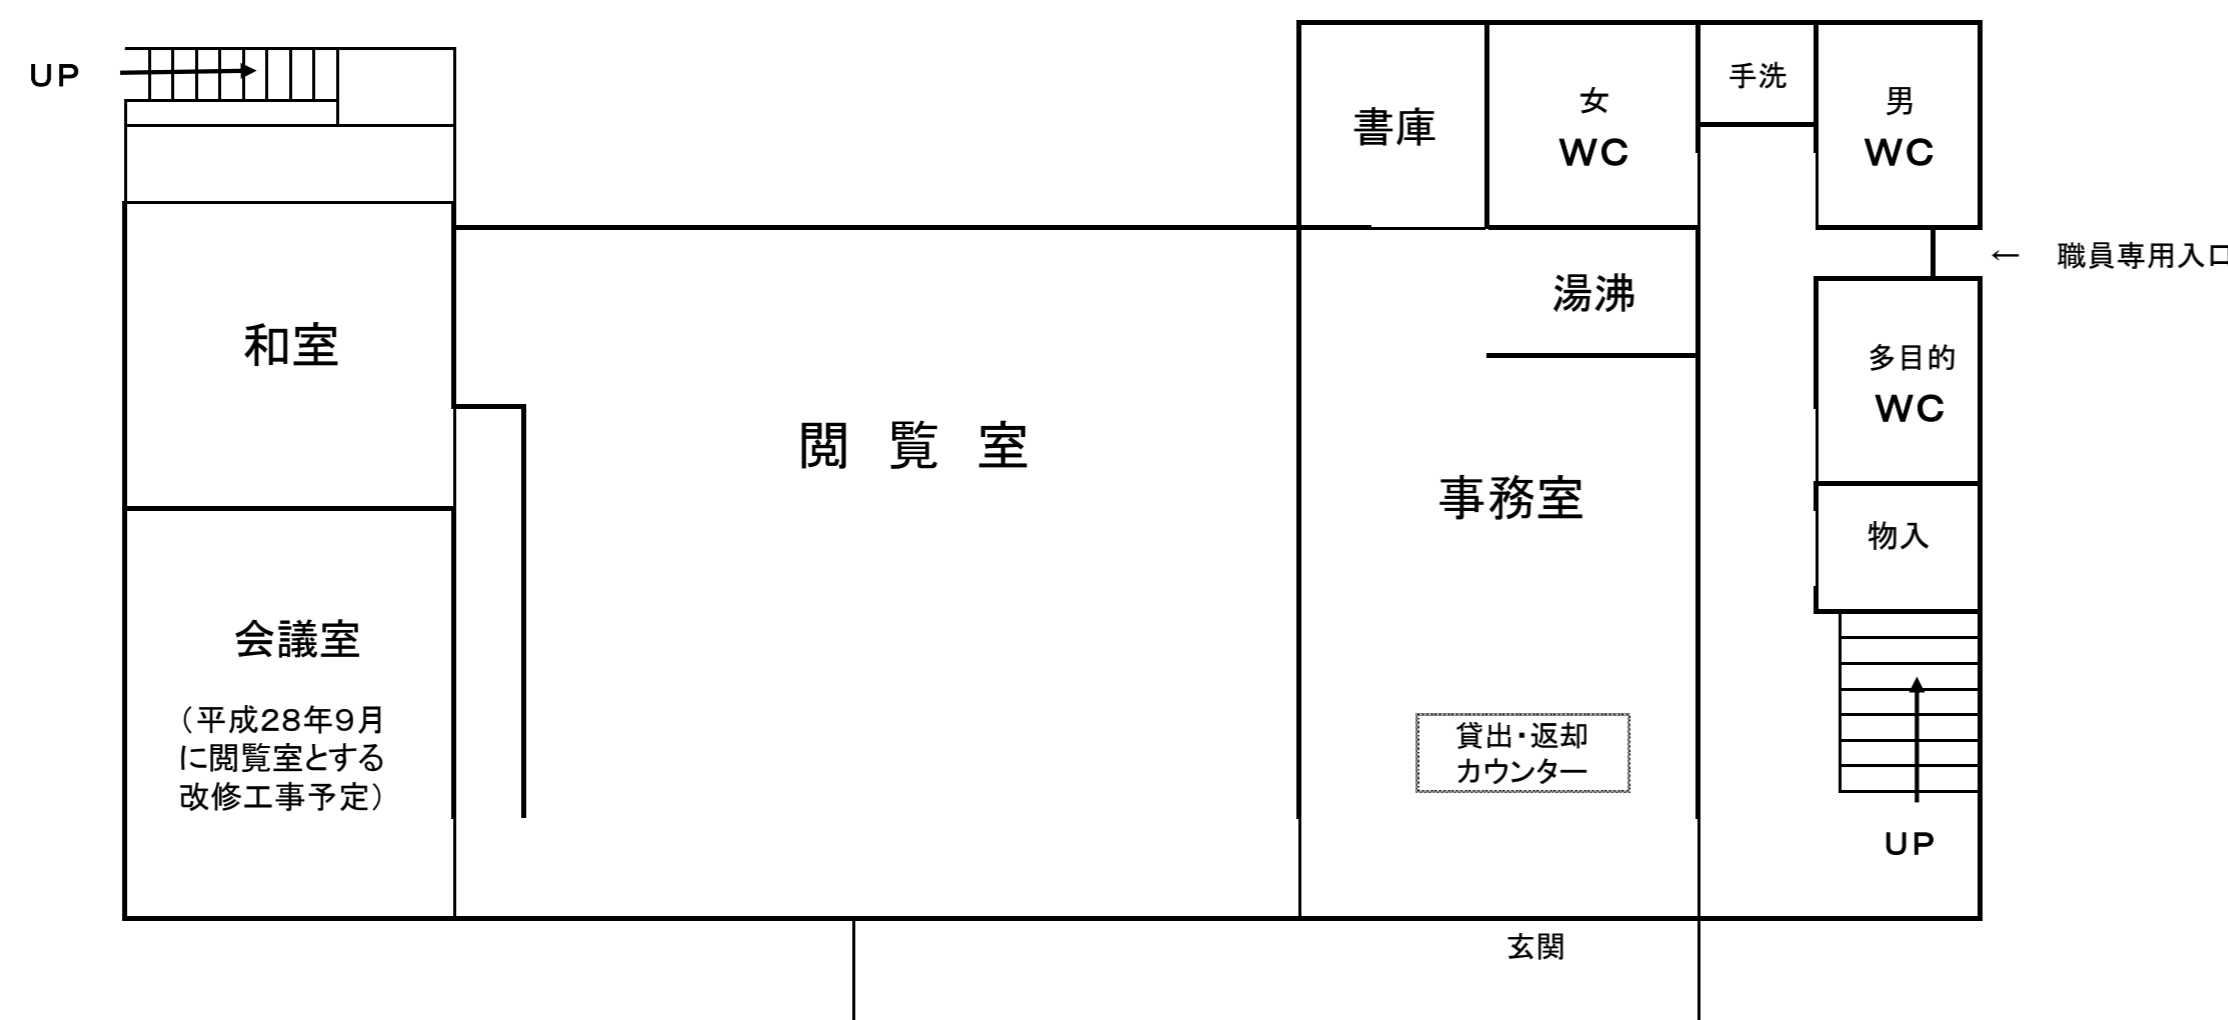 UP
書庫
女
WC
手洗
男
WC
← 職員専用入口
湯沸
和室
多目的
WC
閲 覧 室
事務室
物入
会議室
(平成28年9月
に閲覧室とする
改修工事予定)
貸出・返却
カウンター
UP
玄関